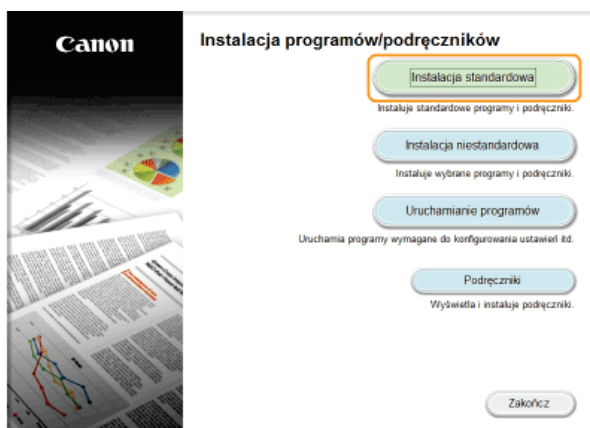 Canon
Instalacja programów/podręczników
Instalacja standardowa
Instaluje standardowe programy i podręczniki.
Instalacja niestandardowa
Instaluje wybrane programy i podręczniki.
Uruchamianie programów
Uruchamia programy wymagane do konfigurowania ustawień itd.
Podręczniki
Wyświetla i instaluje podręczniki.
Zakończ